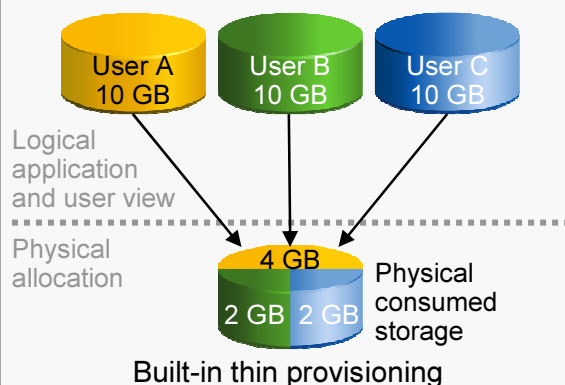 User A
10 GB
User B
10 GB
User C
10 GB
Logical
application
and user view
Physical
allocation
4 GB
2 GB
2 GB
Physical
consumed
storage
Built-in thin provisioning